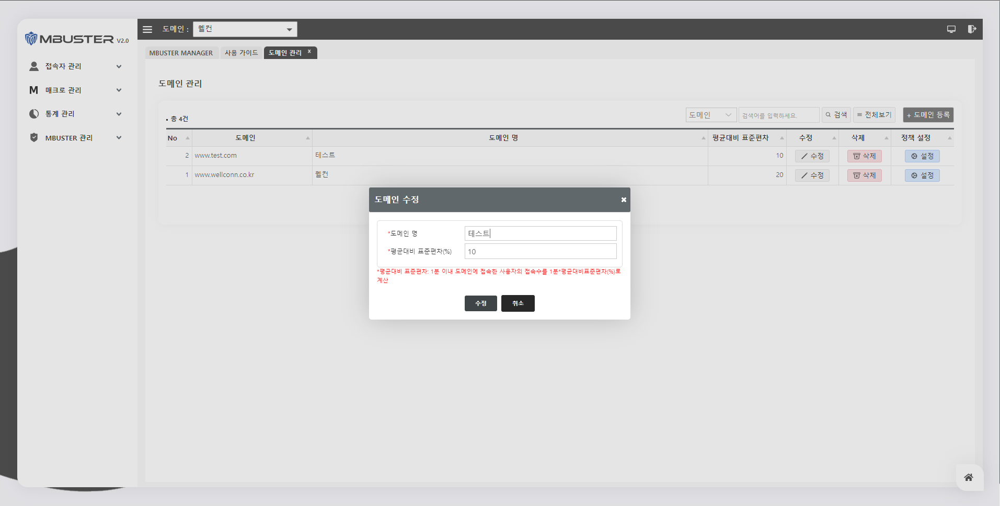 MBUSTER V2.0
도메인 : 웰컨
접속자 관리
M 매크로 관리
통계 관리
MBUSTER 관리
MBUSTER MANAGER 사용 가이드 도메인 관리 x
도메인 관리
총 4건
도메인 검색어를 입력하세요. 검색 전체보기 + 도메인 등록
No 도메인 도메인 명 평균대비 표준편차 수정 삭제 정책 설정
2 www.test.com 테스트 10 수정 삭제 설정
1 www.wellconn.co.kr 웰컨 20 수정 삭제 설정
도메인 수정
*도메인 명 테스트
*평균대비 표준편차(%) 10
*평균대비 표준편차: 1분 이내 도메인에 접속한 사용자의 접속수를 1분*평균대비표준편차(%)로
계산
수정 취소